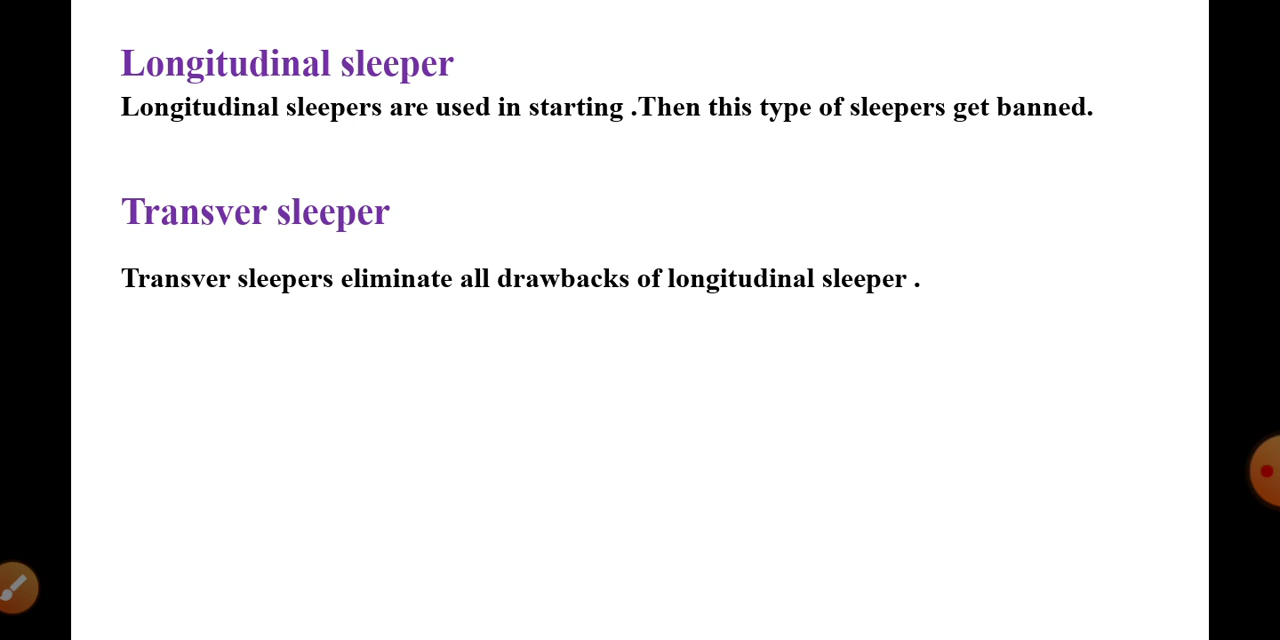 Longitudinal sleeper
Longitudinal sleepers are used in starting .Then this type of sleepers get banned.
Transver sleeper
Transver sleepers eliminate all drawbacks of longitudinal sleeper .